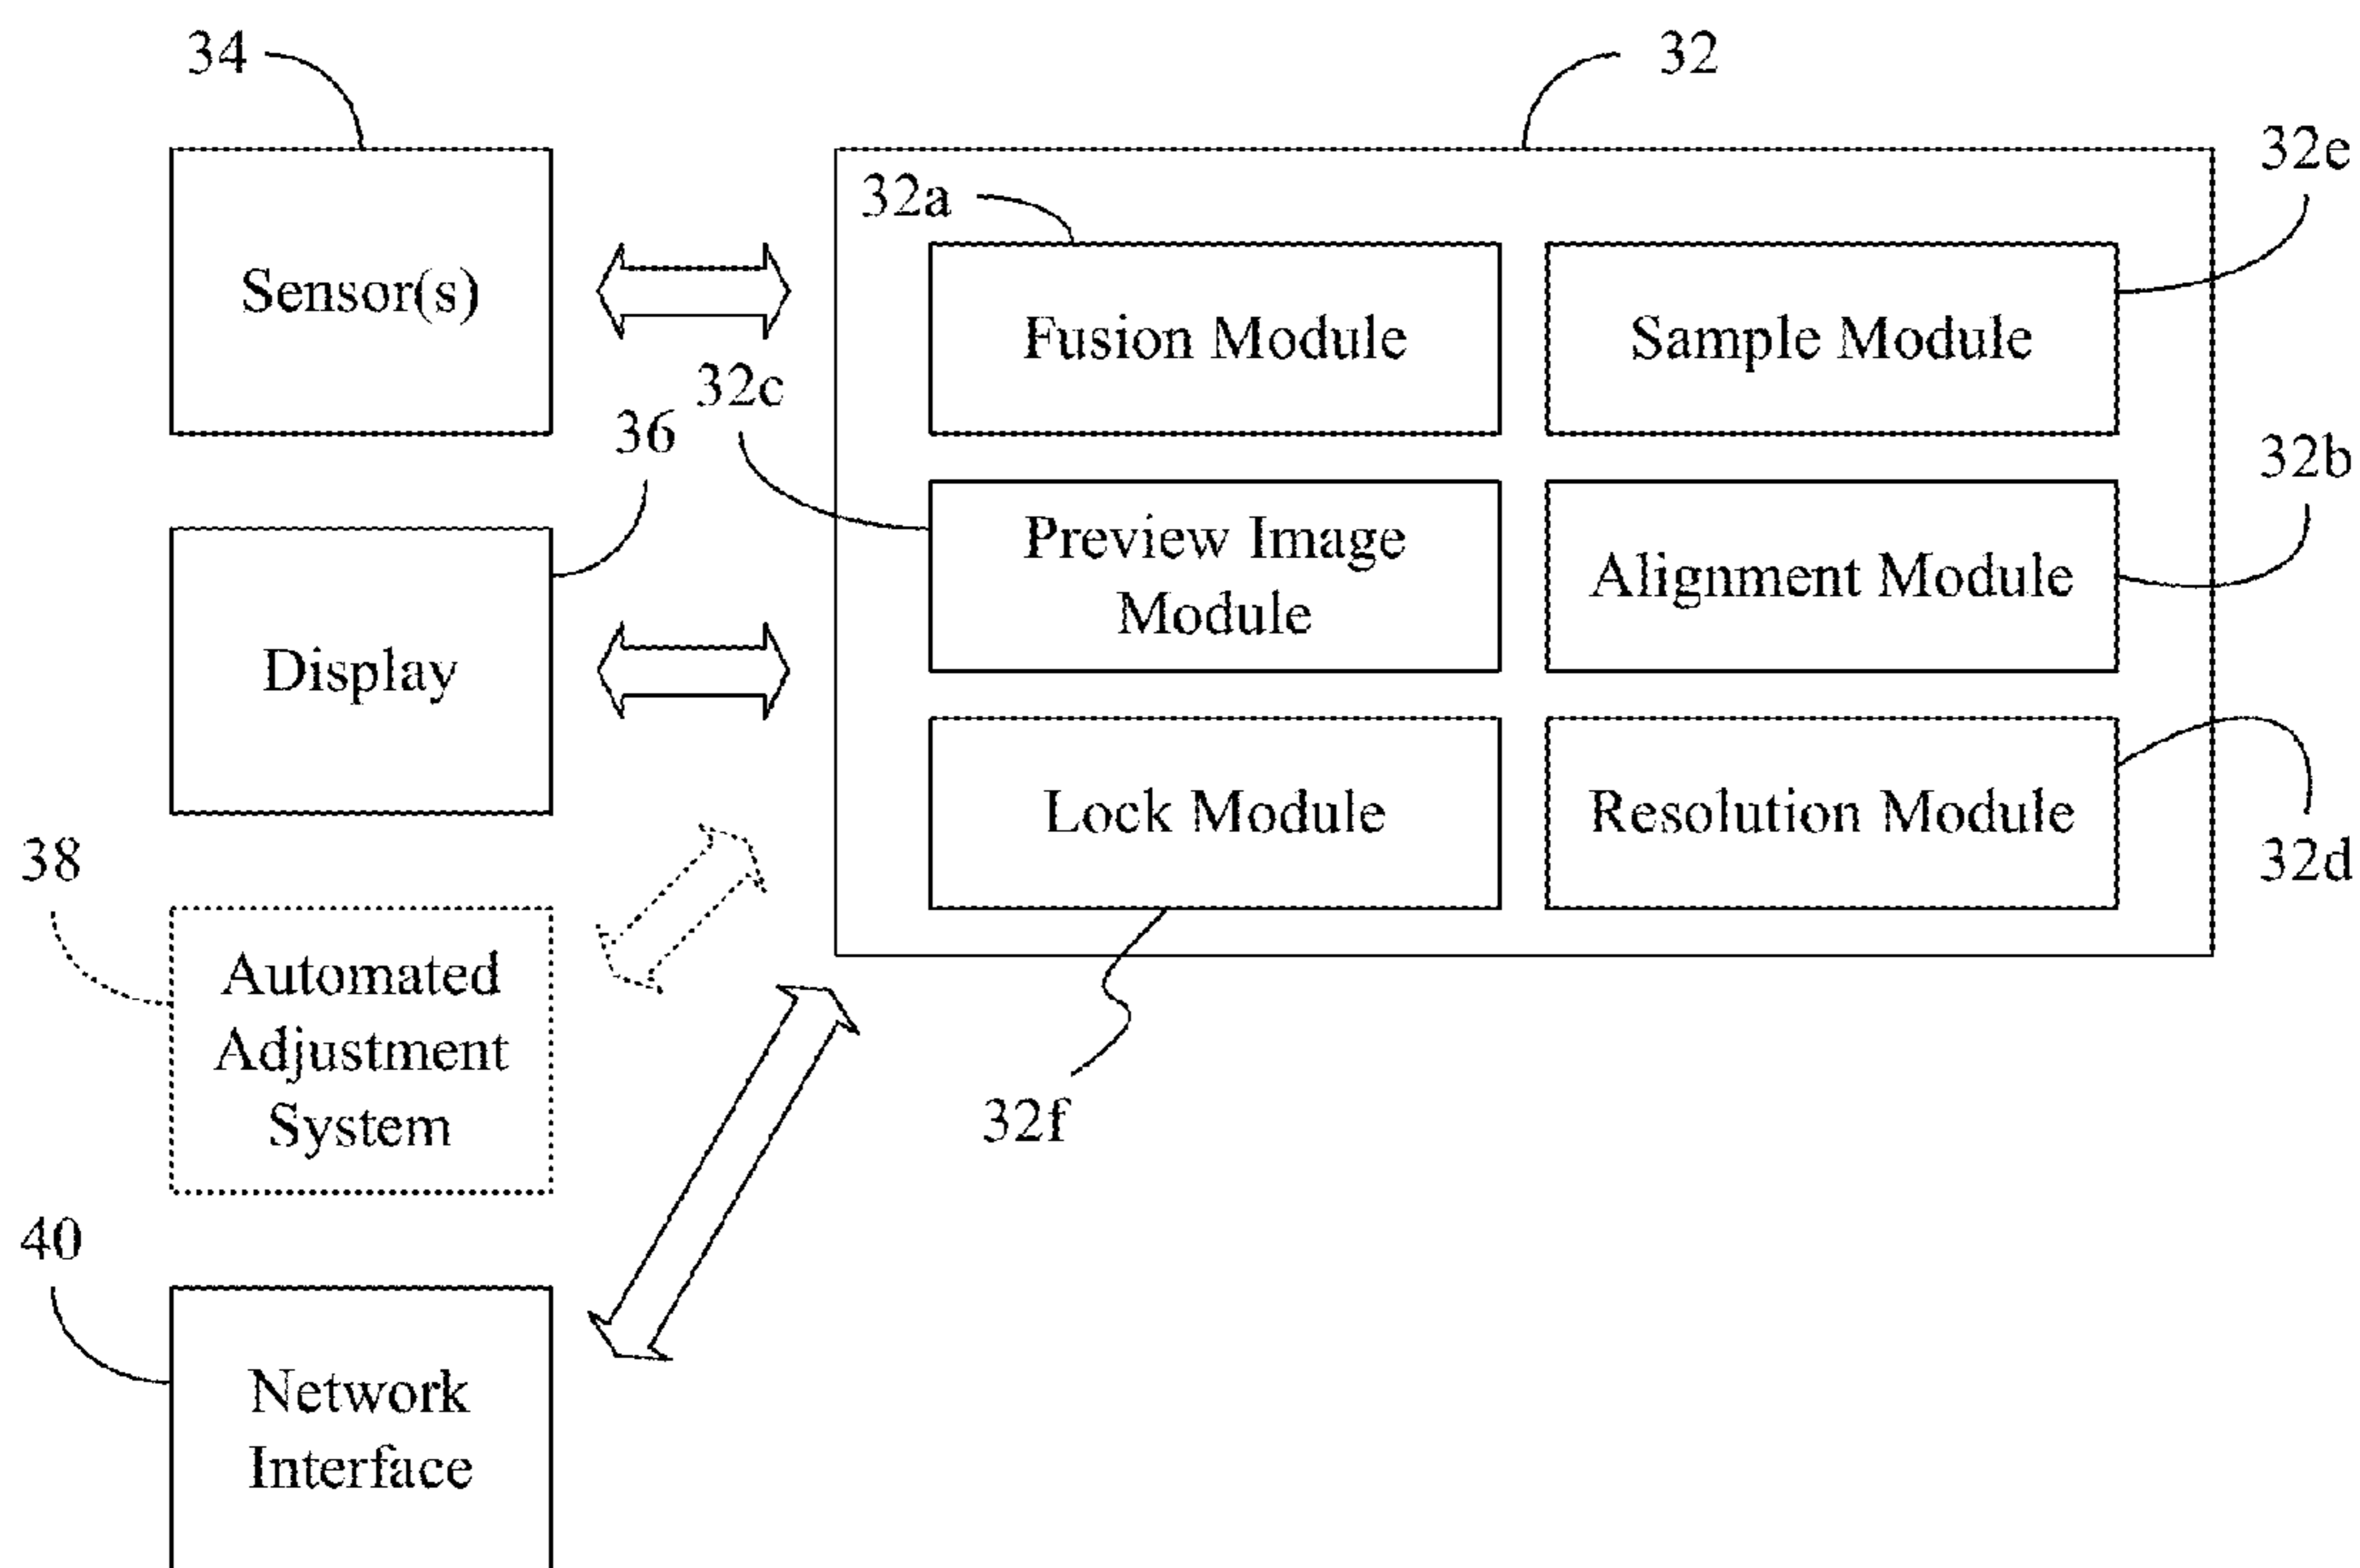 34
32
32e
32a
Sensor(s)
Fusion Module
Sample Module
32c
36
32b
Preview Image
Module
Alignment Module
Display
Lock Module
Resolution Module
38
32d
Automated
Adjustment
System
32f
40
Network
Interface